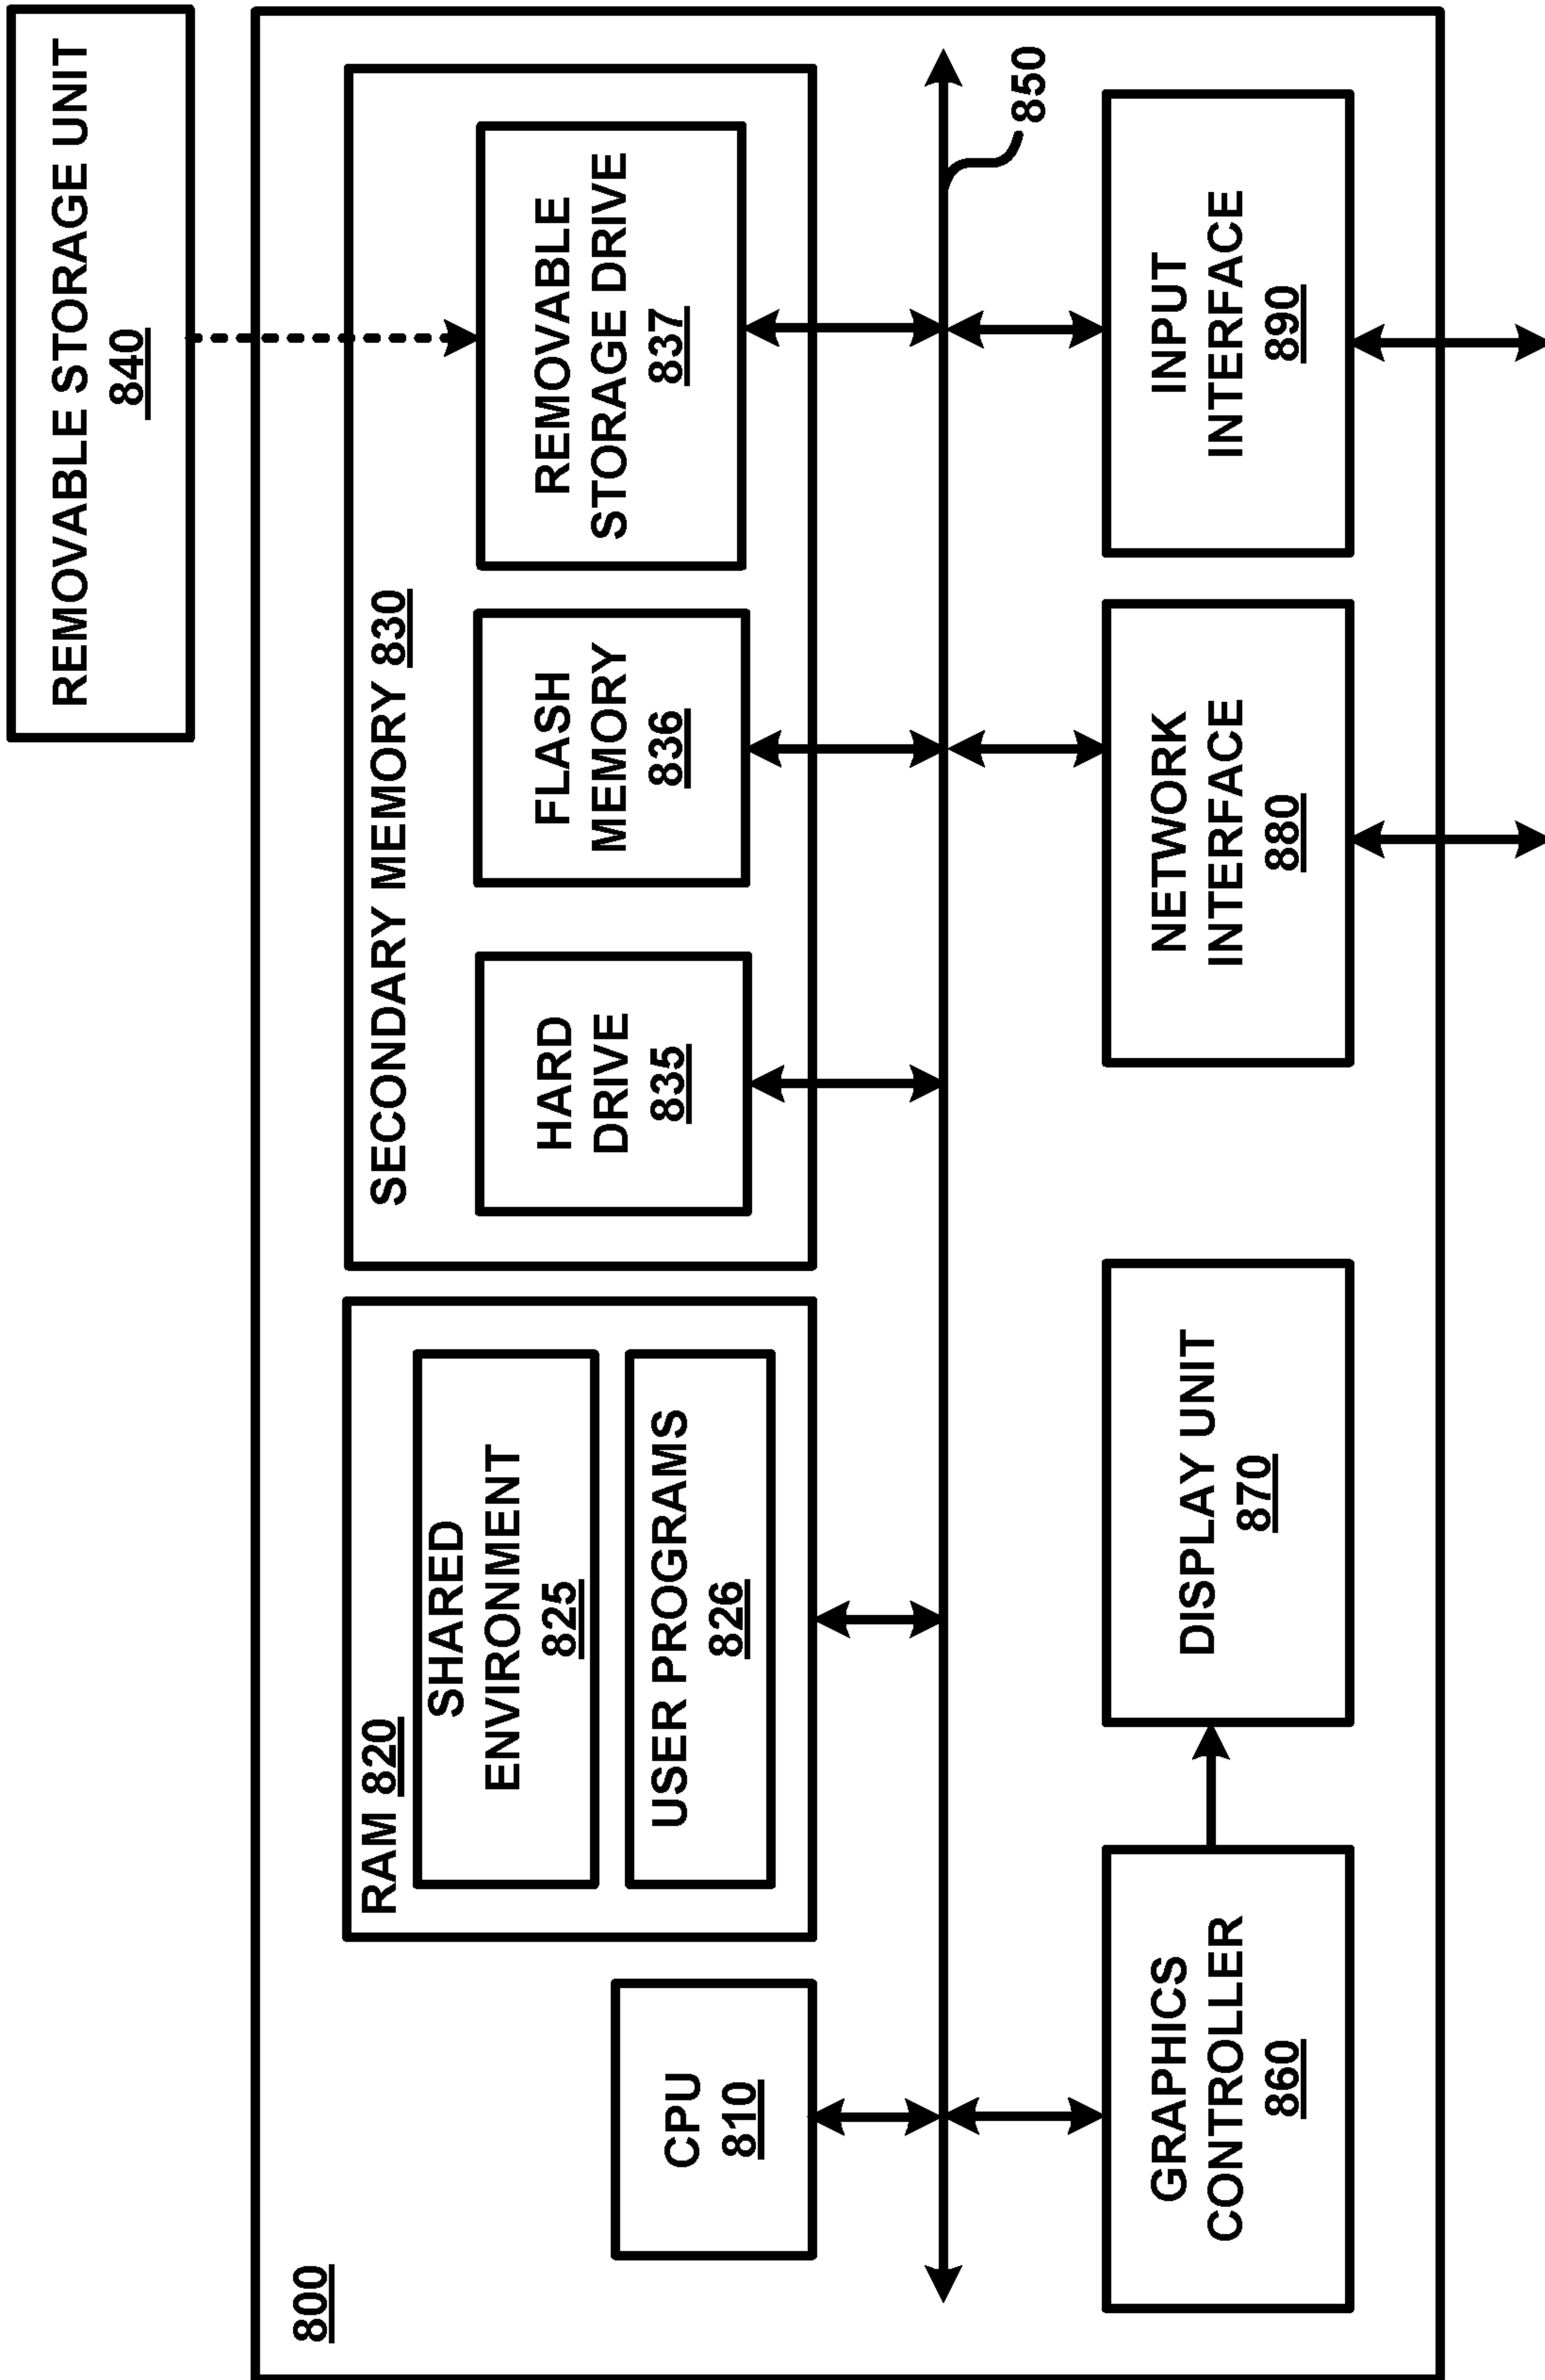 REMOVABLE STORAGE UNIT
840
800
CPU
810
RAM 820
SHARED
ENVIRONMENT
825
USER PROGRAMS
826
SECONDARY MEMORY 830
HARD
DRIVE
835
FLASH
MEMORY
836
REMOVABLE
STORAGE DRIVE
837
850
GRAPHICS
CONTROLLER
860
DISPLAY UNIT
870
NETWORK
INTERFACE
880
INPUT
INTERFACE
890